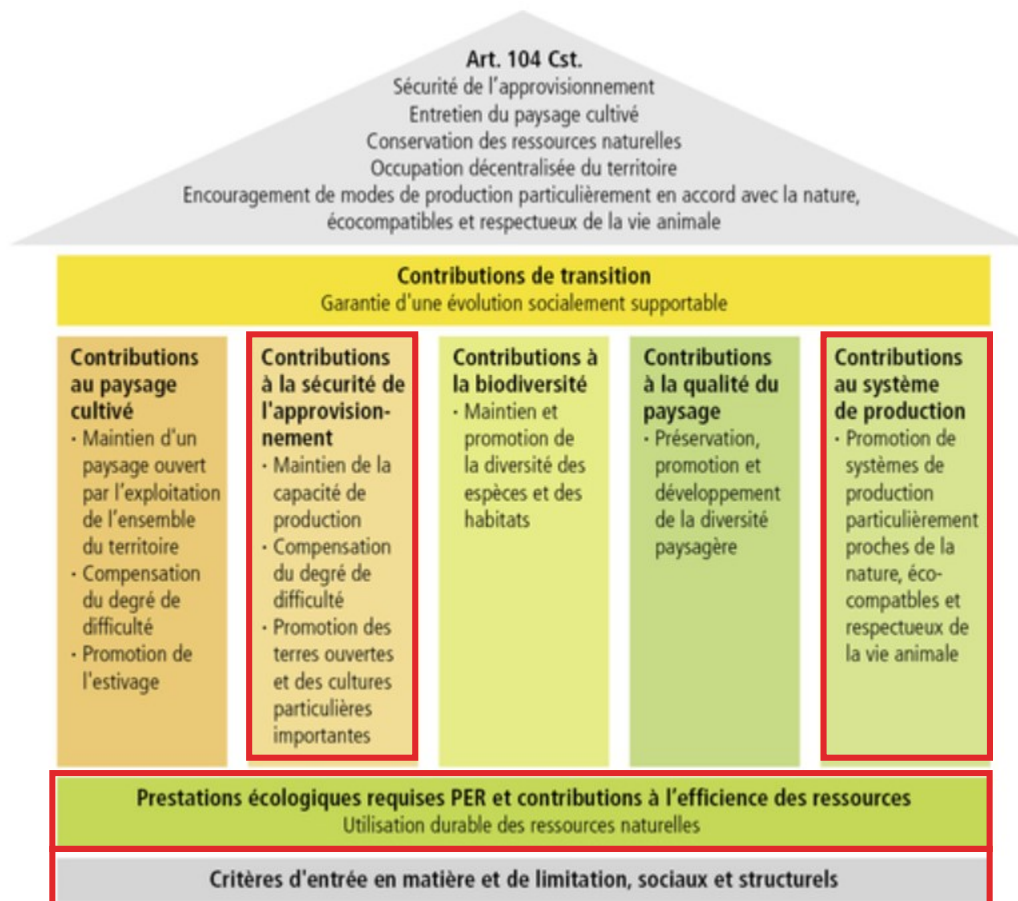 Art. 104 Cst.
Sécurité de l'approvisionnement
Entretien du paysage cultivé
Conservation des ressources naturelles
Occupation décentralisée du territoire
Encouragement de modes de production particulièrement en accord avec la nature,
écocompatibles et respectueux de la vie animale
Contributions de transition
Garantie d'une évolution socialement supportable
Contributions
au paysage
cultivé
· Maintien d'un
paysage ouvert
par l'exploitation
de l'ensemble
du territoire
· Compensation
du degré de
difficulté
· Promotion de
l'estivage
Contributions
à la sécurité de
l'approvision-
nement
· Maintien de la
capacité de
production
· Compensation
du degré de
difficulté
· Promotion des
terres ouvertes
et des cultures
particulières
importantes
Contributions à
la biodiversité
· Maintien et
promotion de
la diversité des
espèces et des
habitats
Contributions
à la qualité du
paysage
· Préservation,
promotion et
développement
de la diversité
paysagère
Contributions
au système
de production
· Promotion de
systèmes de
production
particulièrement
proches de la
nature, éco-
compatbles et
respectueux de
la vie animale
Prestations écologiques requises PER et contributions à l'efficience des ressources
Utilisation durable des ressources naturelles
Critères d'entrée en matière et de limitation, sociaux et structurels